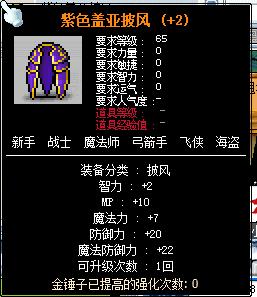 紫色盖亚披风 (+2)
要求等级: 65
要求力量: 0
要求敏捷: -
要求智力: 0
要求运气: 0
要求人气度: -
道具等级: -
道具经验值: -
新手 战士 魔法师 弓箭手 飞侠 海盗
装备分类 : 披风
智力 : +2
MP : +10
魔法力 : +7
防御力 : +20
魔法防御力 : +22
可升级次数 : 1回
金锤子已提高的强化次数: 0